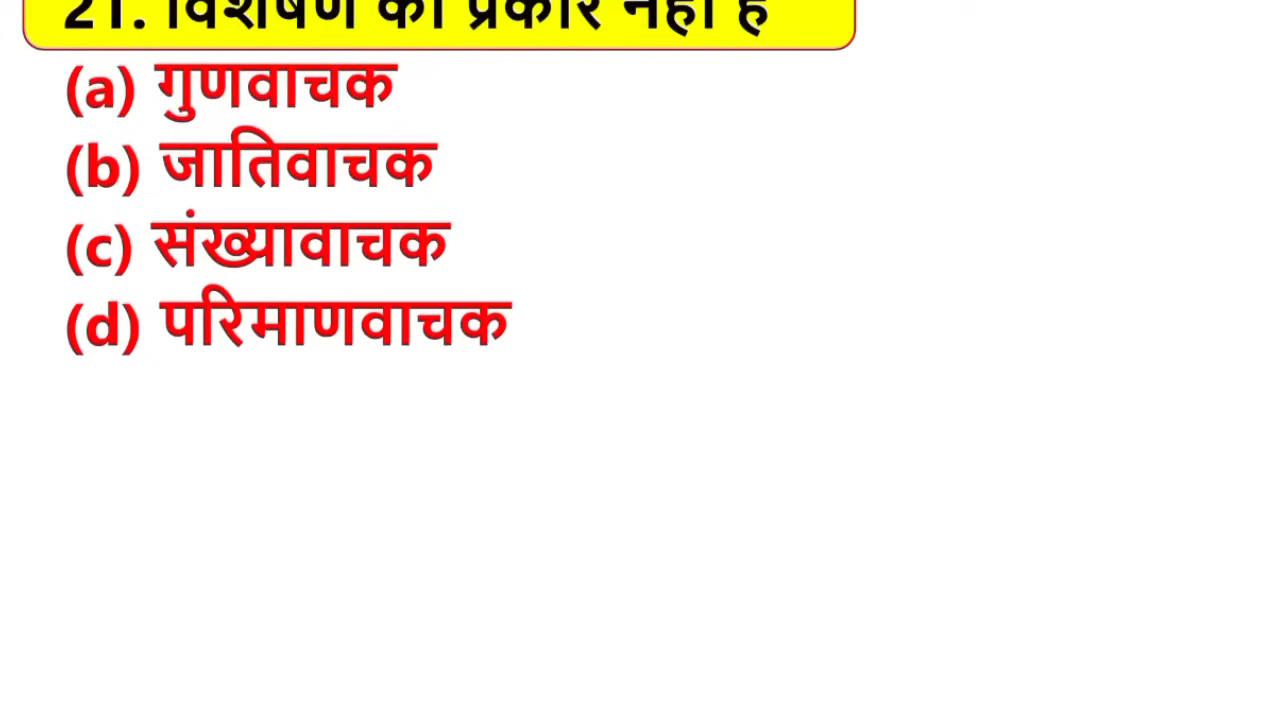 21. विशेषण का प्रकार नहीं है
(a) गुणवाचक
(b) जातिवाचक
(c) संख्यावाचक
(d) परिमाणवाचक